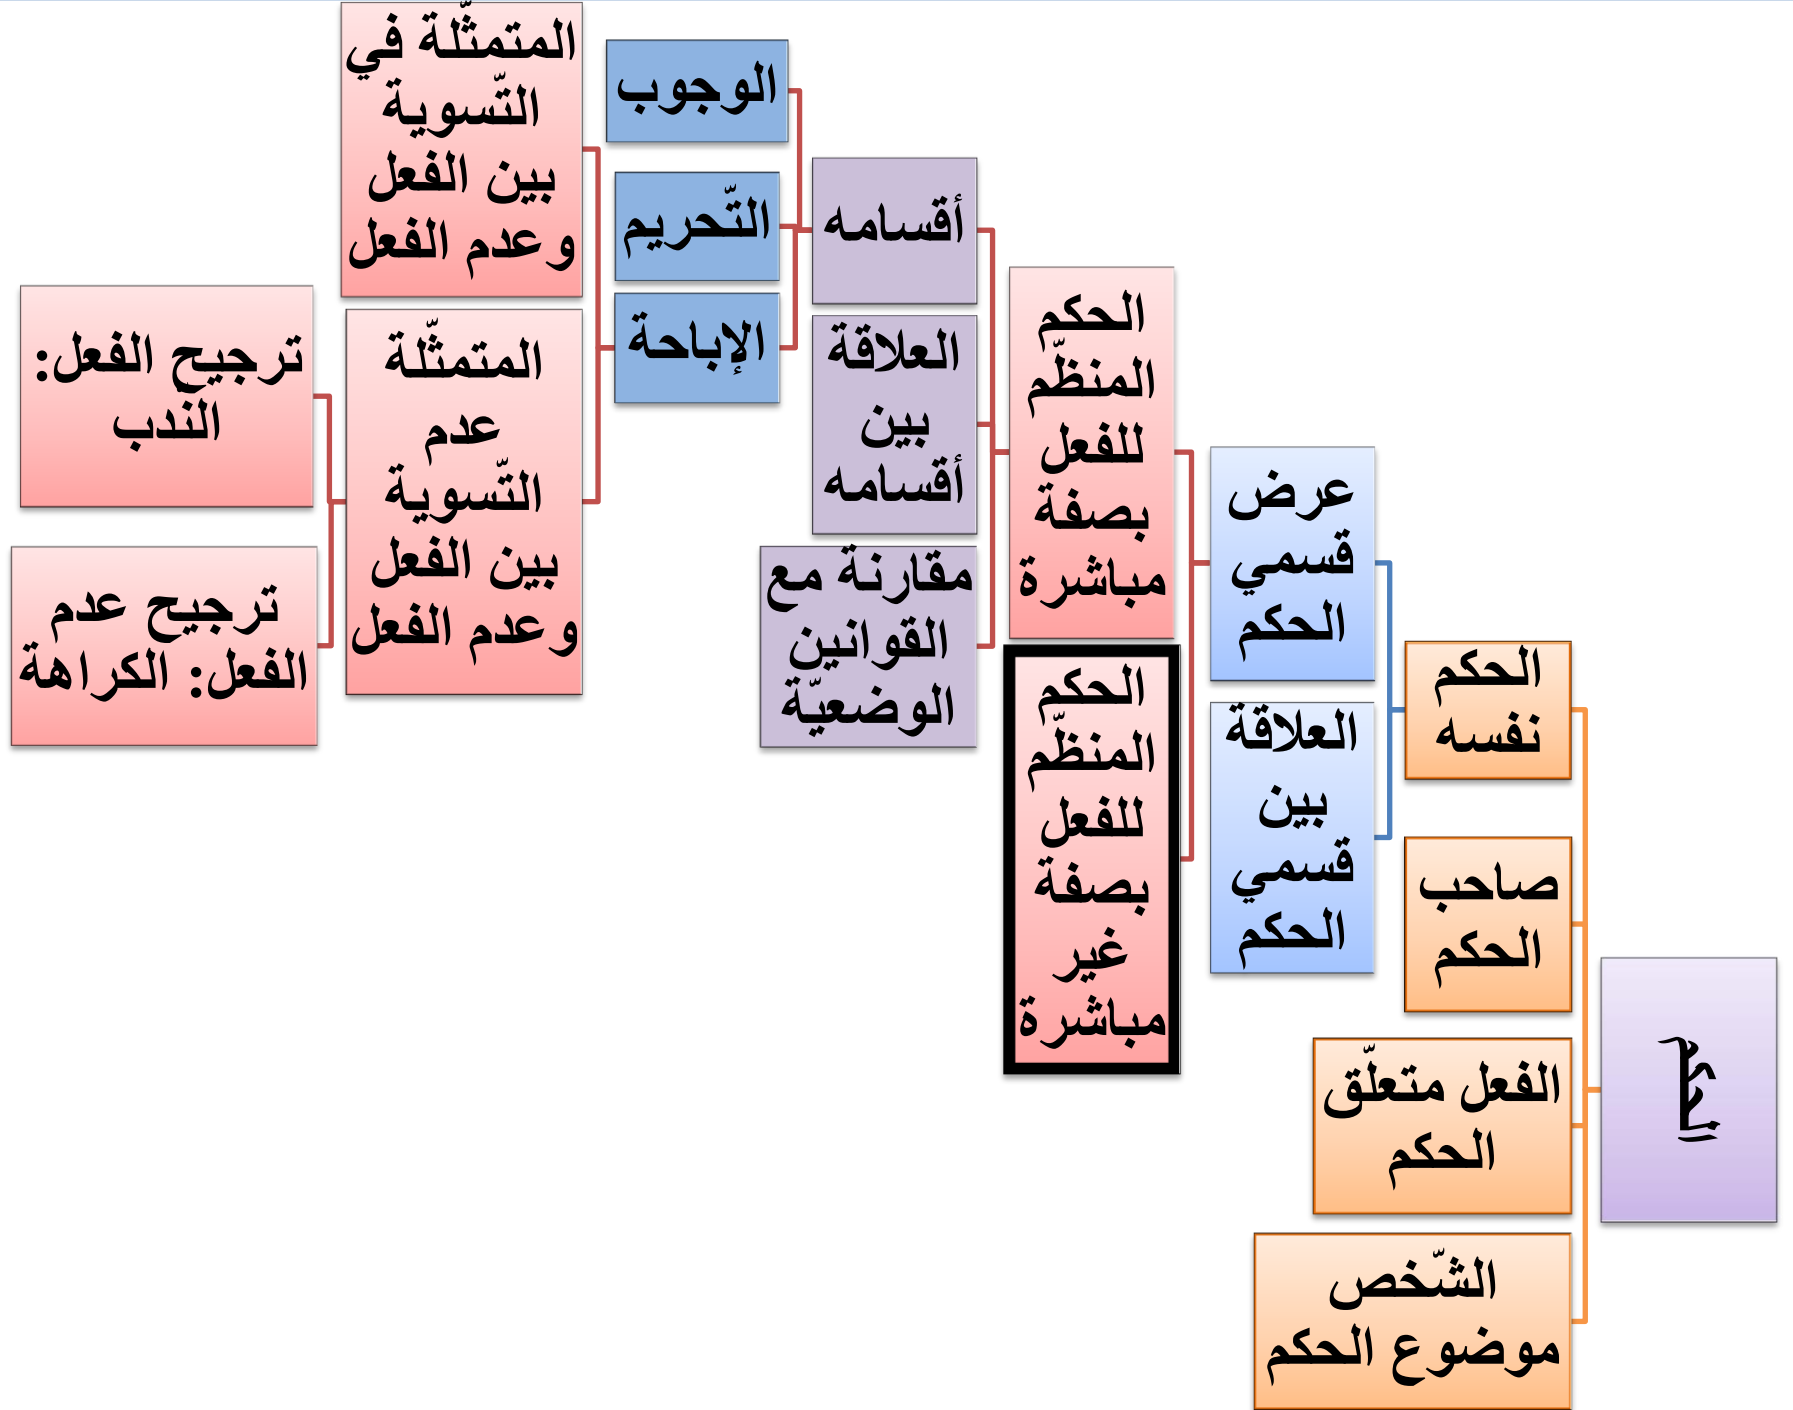 الحكم
نفسه
صاحب
الحكم
الفعل متعلّق
الحكم
الشّخص
موضوع الحكم
عرض
قسمي
الحكم
العلاقة
بين
قسمي
الحكم
الحكم
المنظّم
للفعل
بصفة
مباشرة
الحكم
المنظّم
للفعل
بصفة
غير
مباشرة
أقسامه
العلاقة
بين
أقسامه
مقارنة مع
القوانين
الوضعيّة
الوجوب
التّحريم
الإباحة
المتمثّلة في
التّسوية
بين الفعل
وعدم الفعل
المتمثّلة
عدم
التّسوية
بين الفعل
وعدم الفعل
ترجيح الفعل:
النّدب
ترجيح عدم
الفعل: الكراهة